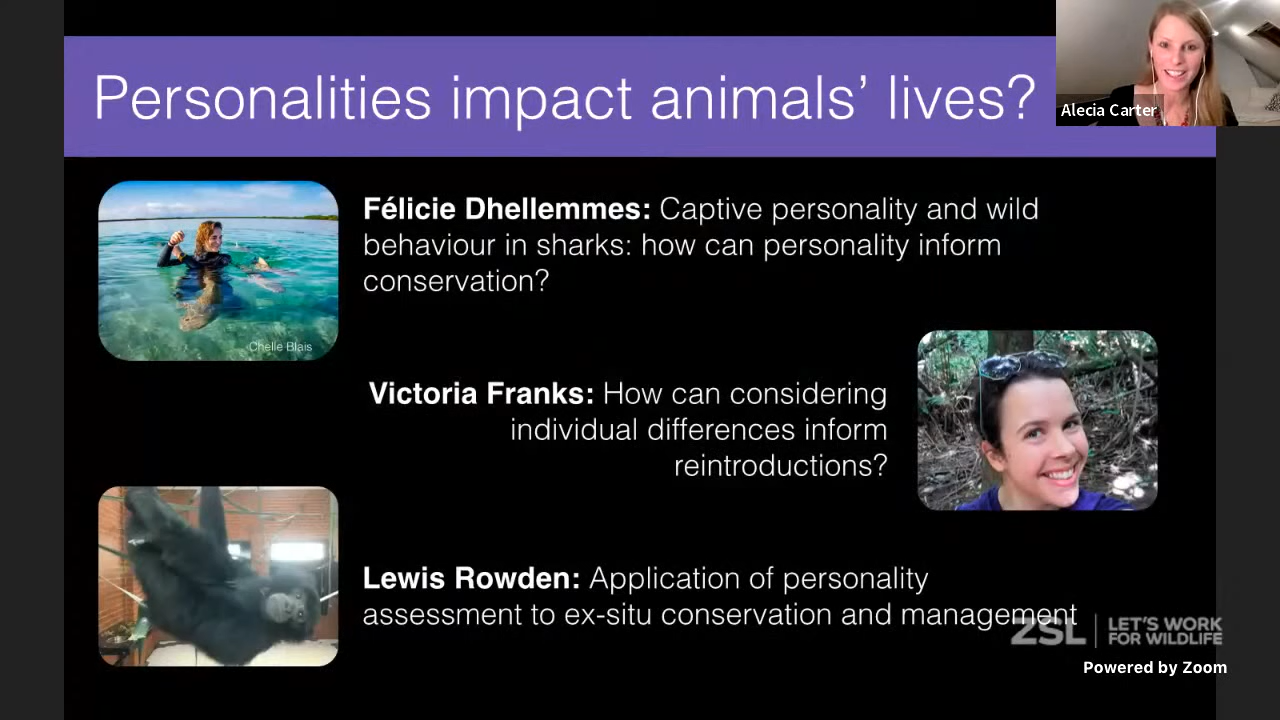 Personalities impact animals’ lives?
Alecia Carter
Félicie Dhellemmes: Captive personality and wild
behaviour in sharks: how can personality inform
conservation?
Chelle Blais
Victoria Franks: How can considering
individual differences inform
reintroductions?
Lewis Rowden: Application of personality
assessment to ex-situ conservation and management
ZSL
LET'S WORK
FOR WILDLIFE
Powered by Zoom